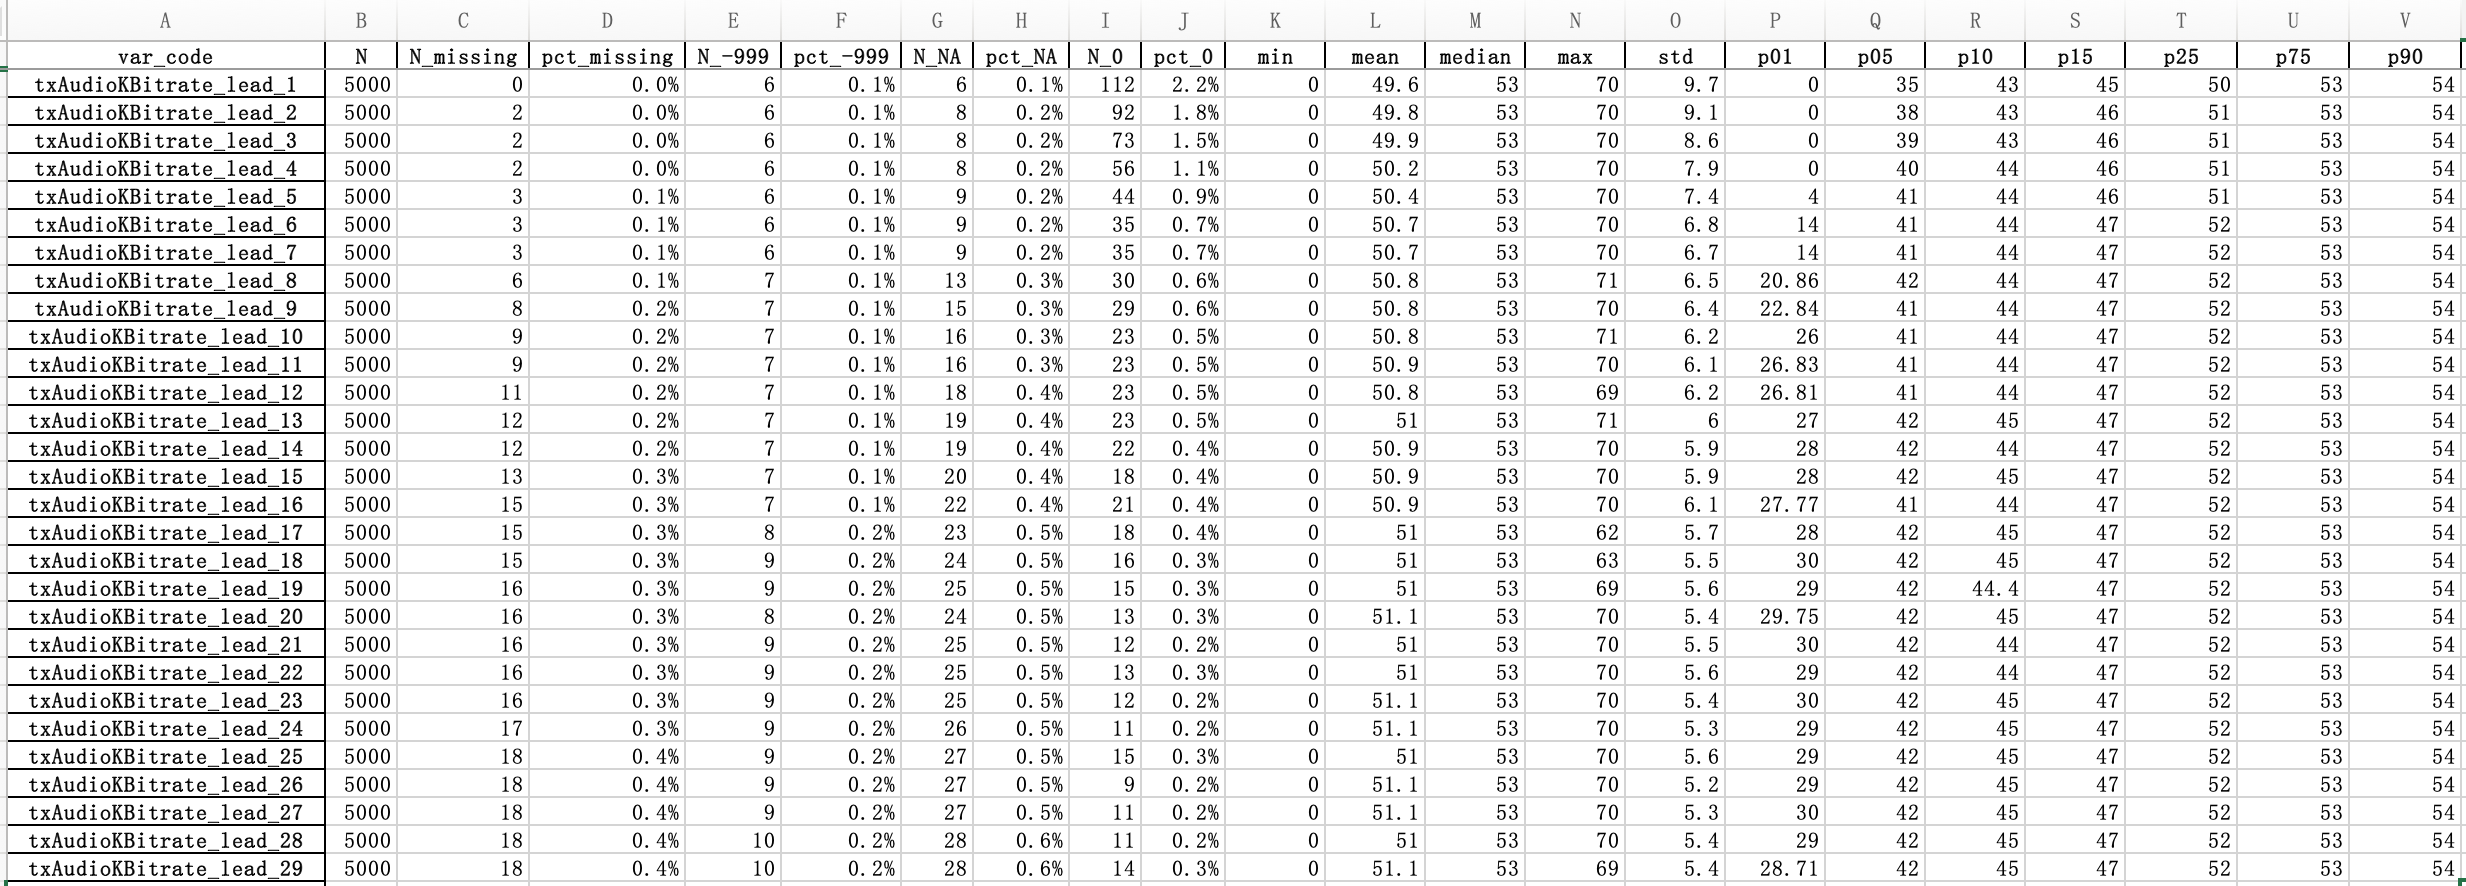 A B C D E F G H I J K L M N O P Q R S T U V
var_code N N_missing pct_missing N_-999 pct_-999 N_NA pct_NA N_0 pct_0 min mean median max std p01 p05 p10 p15 p25 p75 p90
txAudioKBitrate_lead_1 5000 0 0.0% 6 0.1% 6 0.1% 112 2.2% 0 49.6 53 70 9.7 0 35 43 45 50 53 54
txAudioKBitrate_lead_2 5000 2 0.0% 6 0.1% 8 0.2% 92 1.8% 0 49.8 53 70 9.1 0 38 43 46 51 53 54
txAudioKBitrate_lead_3 5000 2 0.0% 6 0.1% 8 0.2% 73 1.5% 0 49.9 53 70 8.6 0 39 43 46 51 53 54
txAudioKBitrate_lead_4 5000 2 0.0% 6 0.1% 8 0.2% 56 1.1% 0 50.2 53 70 7.9 0 40 44 46 51 53 54
txAudioKBitrate_lead_5 5000 3 0.1% 6 0.1% 9 0.2% 44 0.9% 0 50.4 53 70 7.4 4 41 44 46 51 53 54
txAudioKBitrate_lead_6 5000 3 0.1% 6 0.1% 9 0.2% 35 0.7% 0 50.7 53 70 6.8 14 41 44 47 52 53 54
txAudioKBitrate_lead_7 5000 3 0.1% 6 0.1% 9 0.2% 35 0.7% 0 50.7 53 70 6.7 14 41 44 47 52 53 54
txAudioKBitrate_lead_8 5000 6 0.1% 7 0.1% 13 0.3% 30 0.6% 0 50.8 53 71 6.5 20.86 42 44 47 52 53 54
txAudioKBitrate_lead_9 5000 8 0.2% 7 0.1% 15 0.3% 29 0.6% 0 50.8 53 70 6.4 22.84 41 44 47 52 53 54
txAudioKBitrate_lead_10 5000 9 0.2% 7 0.1% 16 0.3% 23 0.5% 0 50.8 53 71 6.2 26 41 44 47 52 53 54
txAudioKBitrate_lead_11 5000 9 0.2% 7 0.1% 16 0.3% 23 0.5% 0 50.9 53 70 6.1 26.83 41 44 47 52 53 54
txAudioKBitrate_lead_12 5000 11 0.2% 7 0.1% 18 0.4% 23 0.5% 0 50.8 53 69 6.2 26.81 41 44 47 52 53 54
txAudioKBitrate_lead_13 5000 12 0.2% 7 0.1% 19 0.4% 23 0.5% 0 51 53 71 6 27 42 45 47 52 53 54
txAudioKBitrate_lead_14 5000 12 0.2% 7 0.1% 19 0.4% 22 0.4% 0 50.9 53 70 5.9 28 42 44 47 52 53 54
txAudioKBitrate_lead_15 5000 13 0.3% 7 0.1% 20 0.4% 18 0.4% 0 50.9 53 70 5.9 28 42 45 47 52 53 54
txAudioKBitrate_lead_16 5000 15 0.3% 7 0.1% 22 0.4% 21 0.4% 0 50.9 53 70 6.1 27.77 41 44 47 52 53 54
txAudioKBitrate_lead_17 5000 15 0.3% 8 0.2% 23 0.5% 18 0.4% 0 51 53 62 5.7 28 42 45 47 52 53 54
txAudioKBitrate_lead_18 5000 15 0.3% 9 0.2% 24 0.5% 16 0.3% 0 51 53 63 5.5 30 42 45 47 52 53 54
txAudioKBitrate_lead_19 5000 16 0.3% 9 0.2% 25 0.5% 15 0.3% 0 51 53 69 5.6 29 42 44.4 47 52 53 54
txAudioKBitrate_lead_20 5000 16 0.3% 8 0.2% 24 0.5% 13 0.3% 0 51.1 53 70 5.4 29.75 42 45 47 52 53 54
txAudioKBitrate_lead_21 5000 16 0.3% 9 0.2% 25 0.5% 12 0.2% 0 51 53 70 5.5 30 42 44 47 52 53 54
txAudioKBitrate_lead_22 5000 16 0.3% 9 0.2% 25 0.5% 13 0.3% 0 51 53 70 5.6 29 42 44 47 52 53 54
txAudioKBitrate_lead_23 5000 16 0.3% 9 0.2% 25 0.5% 12 0.2% 0 51.1 53 70 5.4 30 42 45 47 52 53 54
txAudioKBitrate_lead_24 5000 17 0.3% 9 0.2% 26 0.5% 11 0.2% 0 51.1 53 70 5.3 29 42 45 47 52 53 54
txAudioKBitrate_lead_25 5000 18 0.4% 9 0.2% 27 0.5% 15 0.3% 0 51 53 70 5.6 29 42 45 47 52 53 54
txAudioKBitrate_lead_26 5000 18 0.4% 9 0.2% 27 0.5% 9 0.2% 0 51.1 53 70 5.2 29 42 45 47 52 53 54
txAudioKBitrate_lead_27 5000 18 0.4% 9 0.2% 27 0.5% 11 0.2% 0 51.1 53 70 5.3 30 42 45 47 52 53 54
txAudioKBitrate_lead_28 5000 18 0.4% 10 0.2% 28 0.6% 11 0.2% 0 51 53 70 5.4 29 42 45 47 52 53 54
txAudioKBitrate_lead_29 5000 18 0.4% 10 0.2% 28 0.6% 14 0.3% 0 51.1 53 69 5.4 28.71 42 45 47 52 53 54